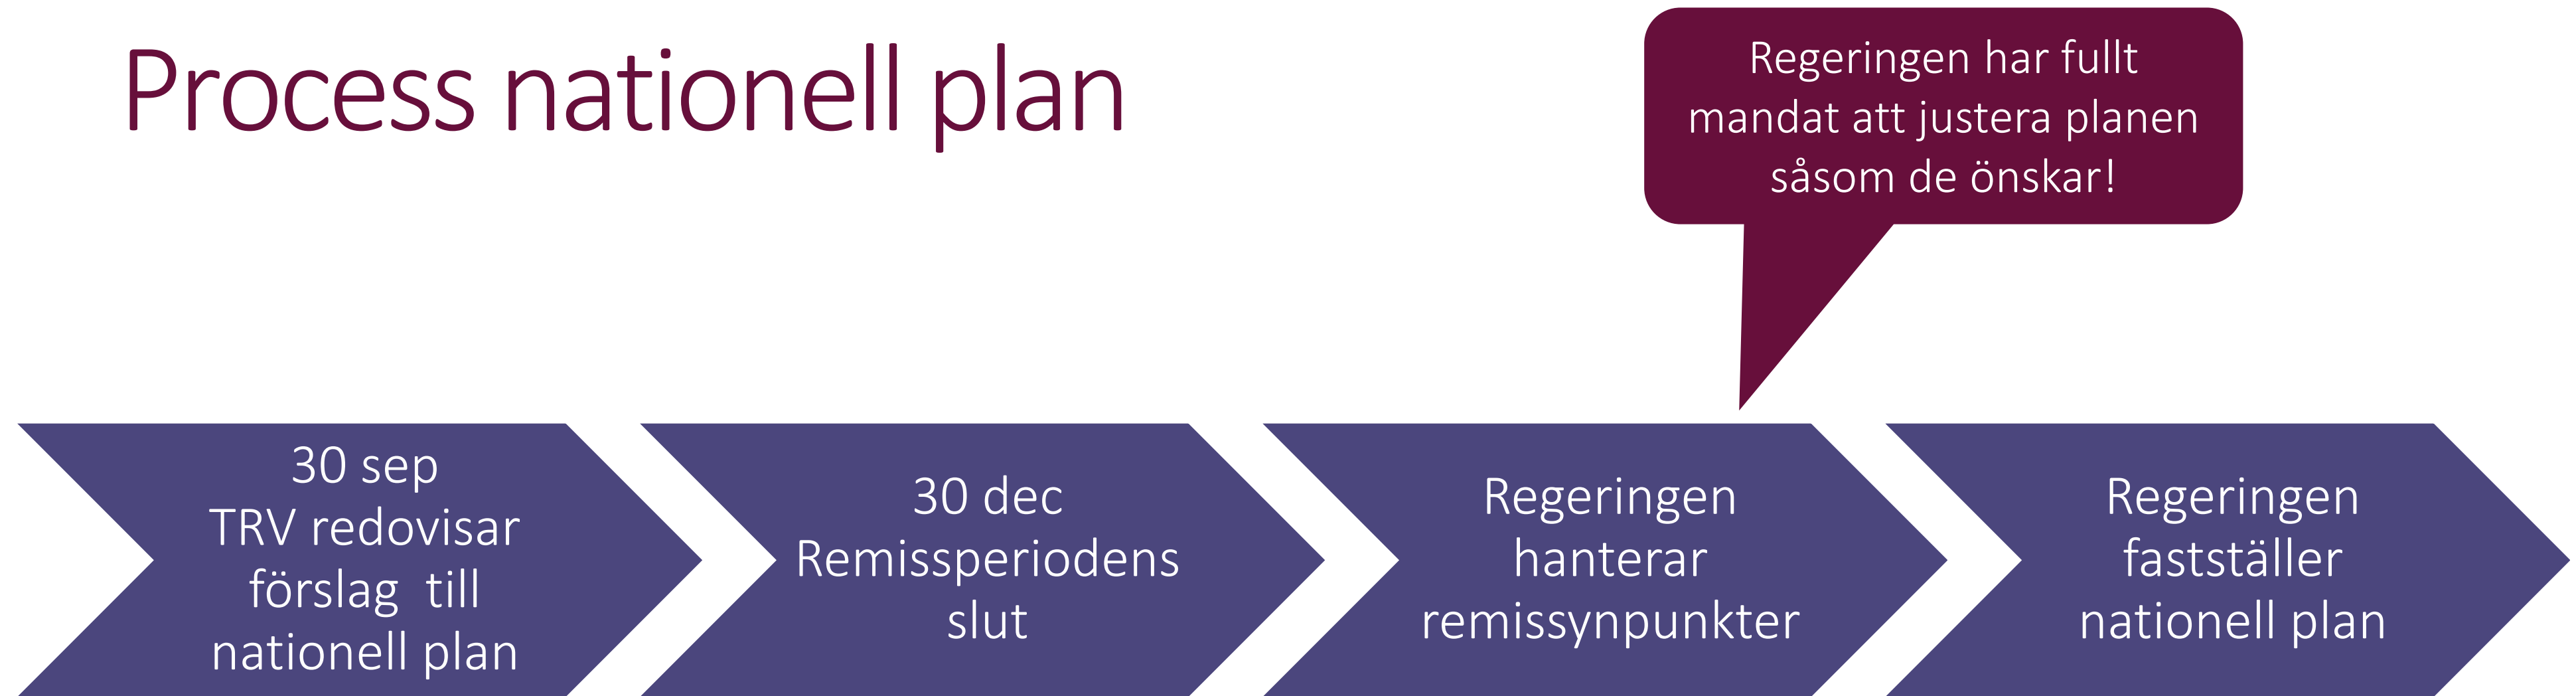 Process nationell plan
Regeringen har fullt
mandat att justera planen
såsom de önskar!
30 sep
TRV redovisar
förslag till
nationell plan
30 dec
Remissperiodens
slut
Regeringen
hanterar
remissynpunkter
Regeringen
fastställer
nationell plan